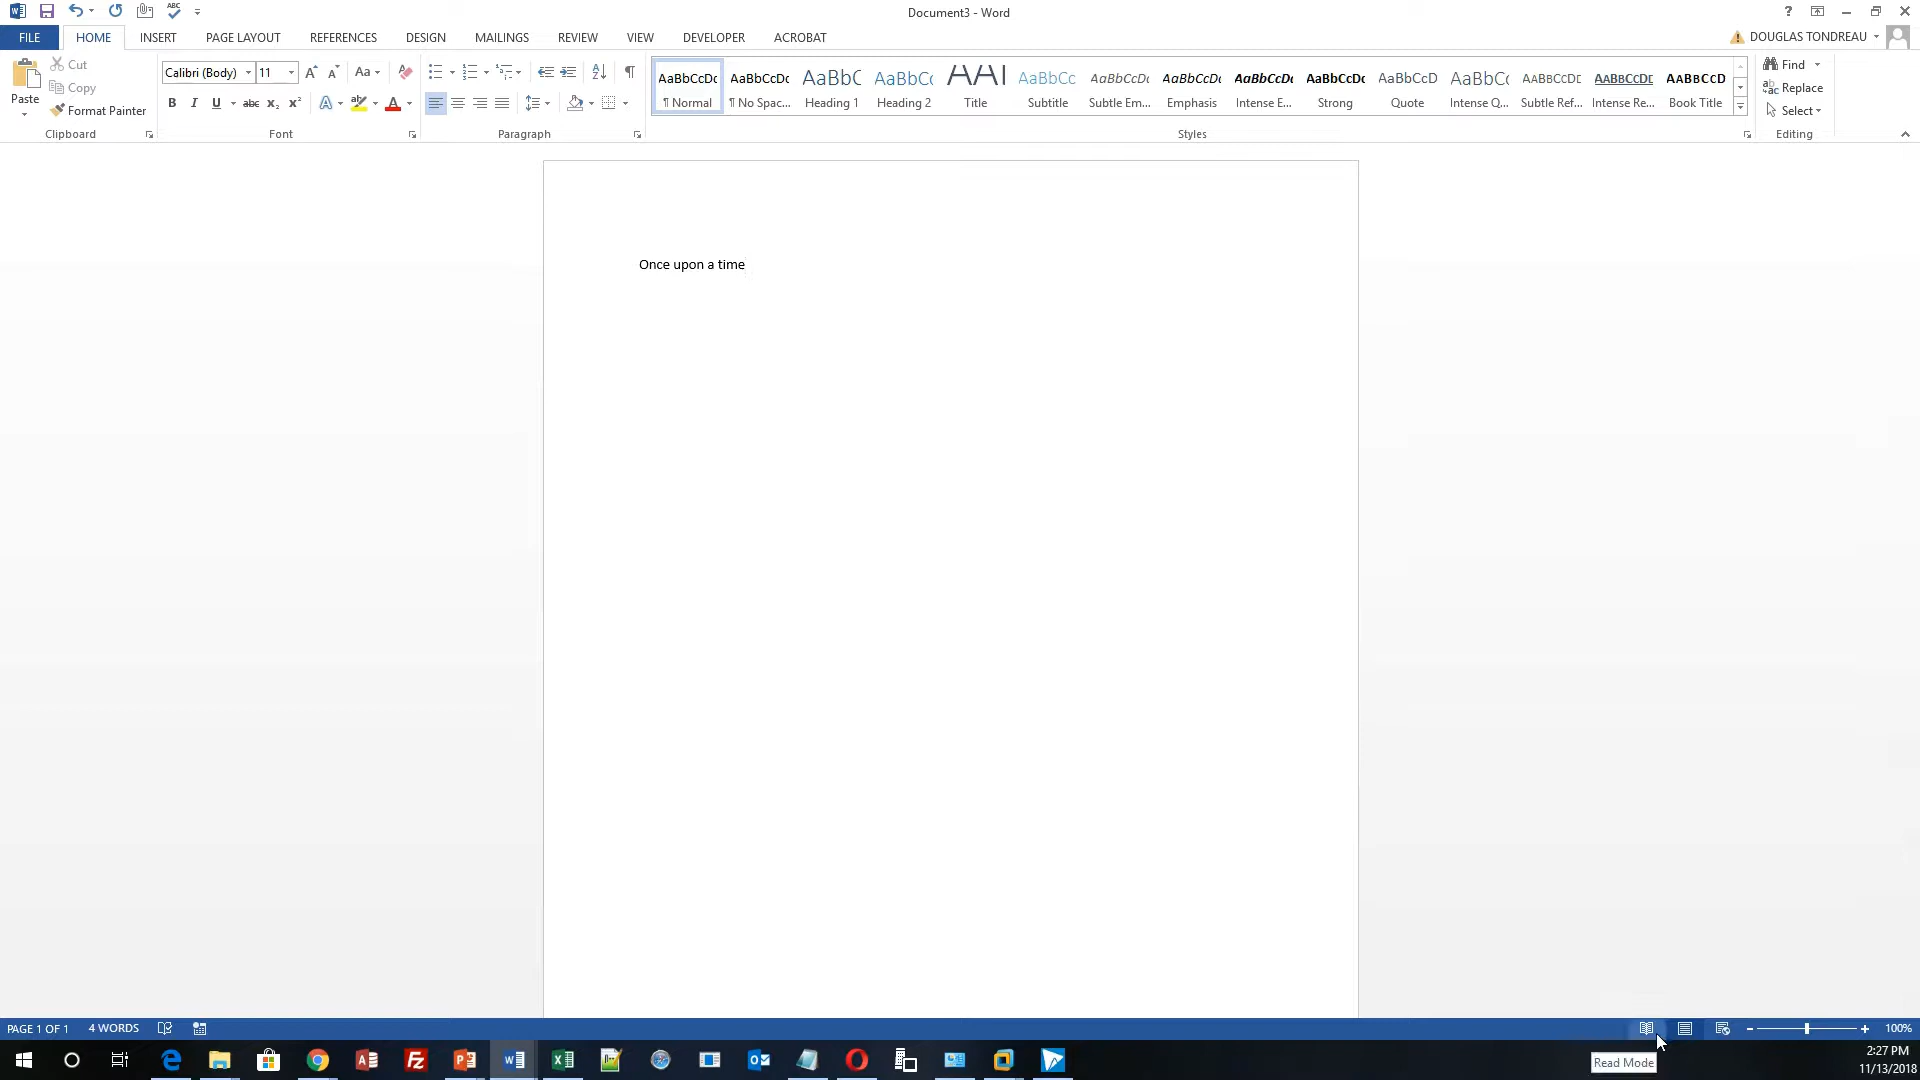 Document3 - Word
FILE HOME INSERT PAGE LAYOUT REFERENCES DESIGN MAILINGS REVIEW VIEW DEVELOPER ACROBAT DOUGLAS TONDREAU
Paste
Cut
Copy
Format Painter
Clipboard
Calibri (Body) 11
Font
Paragraph
AaBbCcDc AaBbCcDc AaBbC AaBbCc AAI AaBbCc AaBbCcDc AaBbCcDc AaBbCcDc AaBbCcDc AaBbCcD AaBbCc AABBCCDE AABBCCDE AABBCCD
¶ Normal ¶ No Spac... Heading 1 Heading 2 Title Subtitle Subtle Em... Emphasis Intense E... Strong Quote Intense Q... Subtle Ref... Intense Re... Book Title
Styles
Find
Replace
Select
Editing
Once upon a time
PAGE 1 OF 1 4 WORDS 100%
Read Mode
2:27 PM
11/13/2018